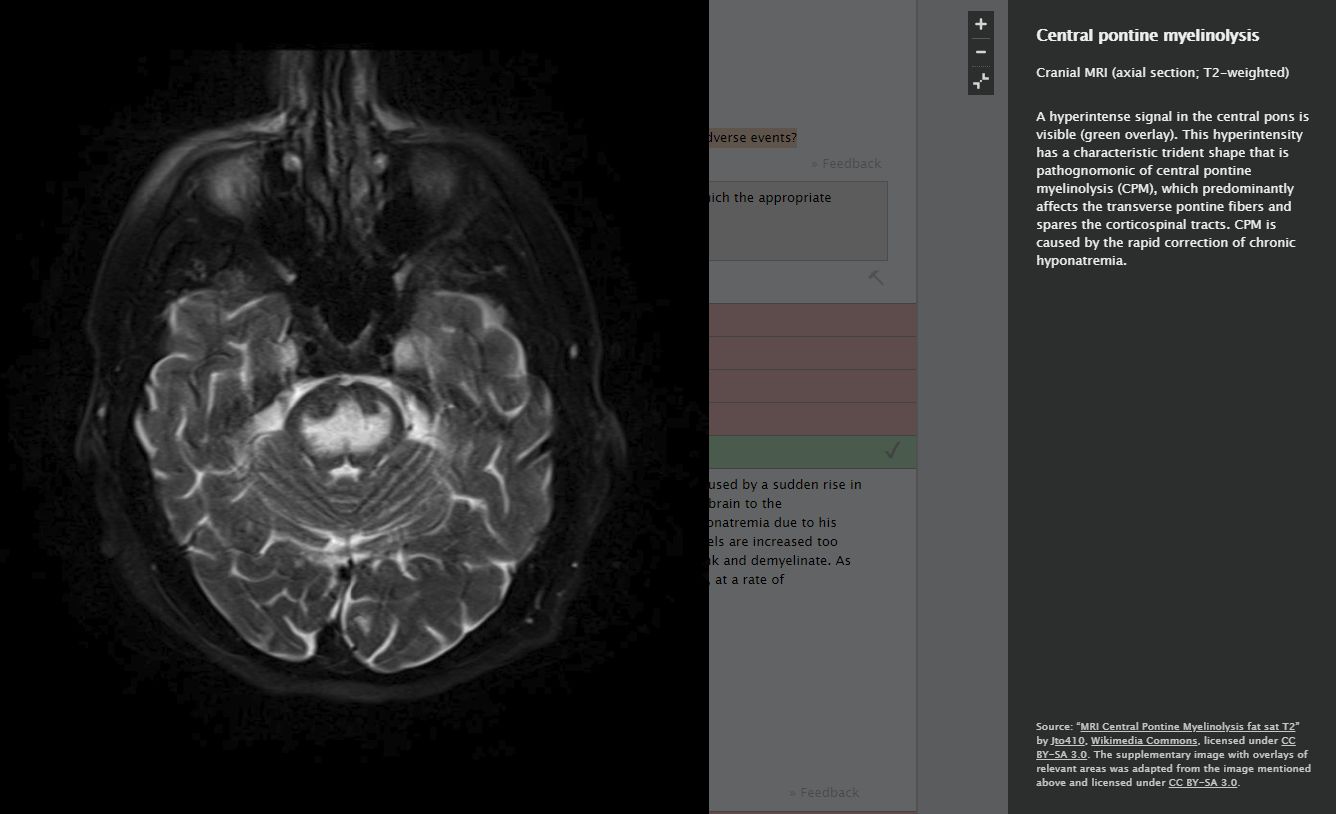 dverse events?
» Feedback
ich the appropriate
used by a sudden rise in
brain to the
onatremia due to his
els are increased too
nk and demyelinate. As
, at a rate of
» Feedback
Central pontine myelinolysis
Cranial MRI (axial section; T2-weighted)
A hyperintense signal in the central pons is
visible (green overlay). This hyperintensity
has a characteristic trident shape that is
pathognomonic of central pontine
myelinolysis (CPM), which predominantly
affects the transverse pontine fibers and
spares the corticospinal tracts. CPM is
caused by the rapid correction of chronic
hyponatremia.
Source: “MRI Central Pontine Myelinolysis fat sat T2”
by Jto410, Wikimedia Commons, licensed under CC
BY-SA 3.0. The supplementary image with overlays of
relevant areas was adapted from the image mentioned
above and licensed under CC BY-SA 3.0.